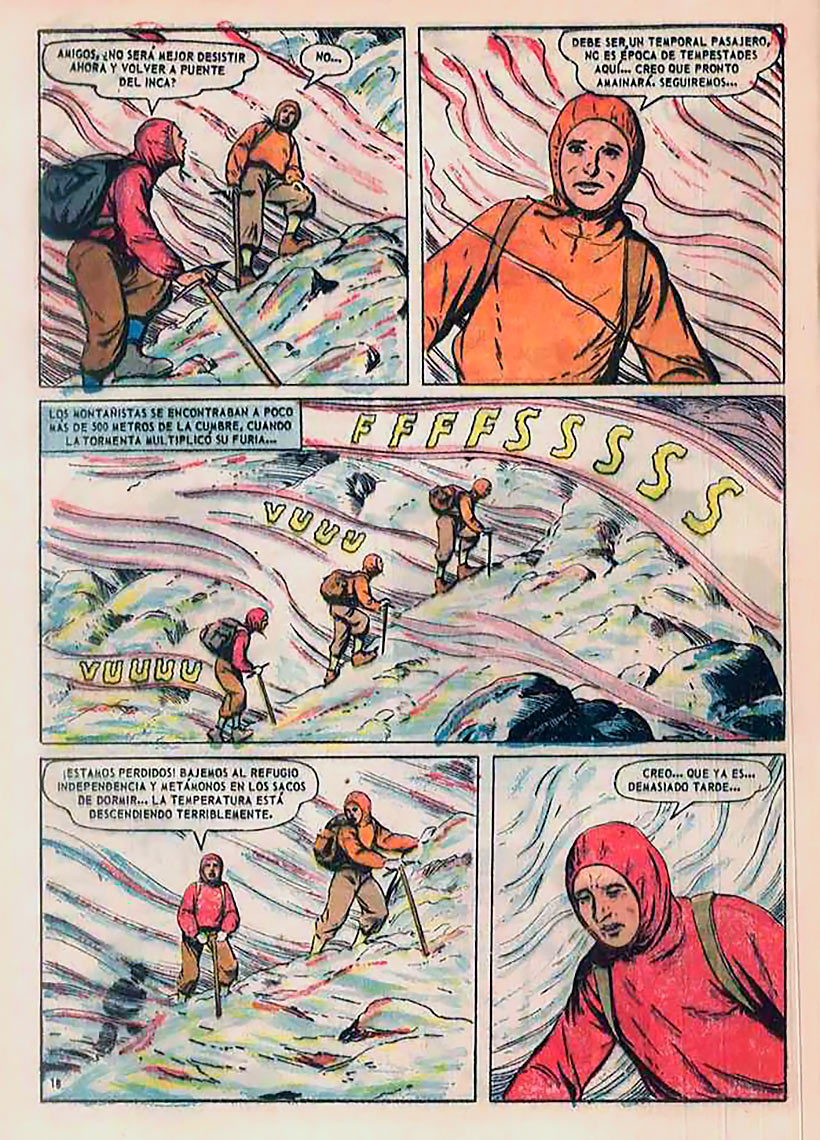 AMIGOS, ¿NO SERÁ MEJOR DESISTIR
AHORA Y VOLVER A PUENTE
DEL INCA?
NO...
DEBE SER UN TEMPORAL PASAJERO,
NO ES ÉPOCA DE TEMPESTADES
AQUÍ... CREO QUE PRONTO
AMAINARÁ. SEGUIREMOS...
LOS MONTAÑISTAS SE ENCONTRABAN A POCO
MÁS DE 500 METROS DE LA CUMBRE, CUANDO
LA TORMENTA MULTIPLICÓ SU FURIA...
FFFFSSSSS
VUUU
VUUUU
¡ESTAMOS PERDIDOS! BAJEMOS AL REFUGIO
INDEPENDENCIA Y METÁMONOS EN LOS SACOS
DE DORMIR... LA TEMPERATURA ESTÁ
DESCENDIENDO TERRIBLEMENTE.
CREO... QUE YA ES...
DEMASIADO TARDE...
18